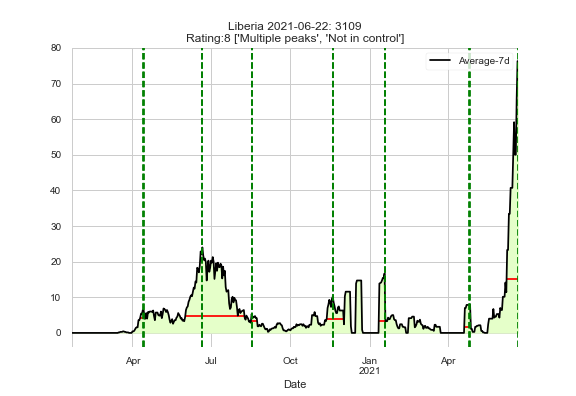 Liberia 2021-06-22: 3109
Rating:8 ['Multiple peaks', 'Not in control']
Average-7d
80
70
60
50
40
30
20
10
0
Apr
Jul
Oct
Jan
2021
Apr
Date